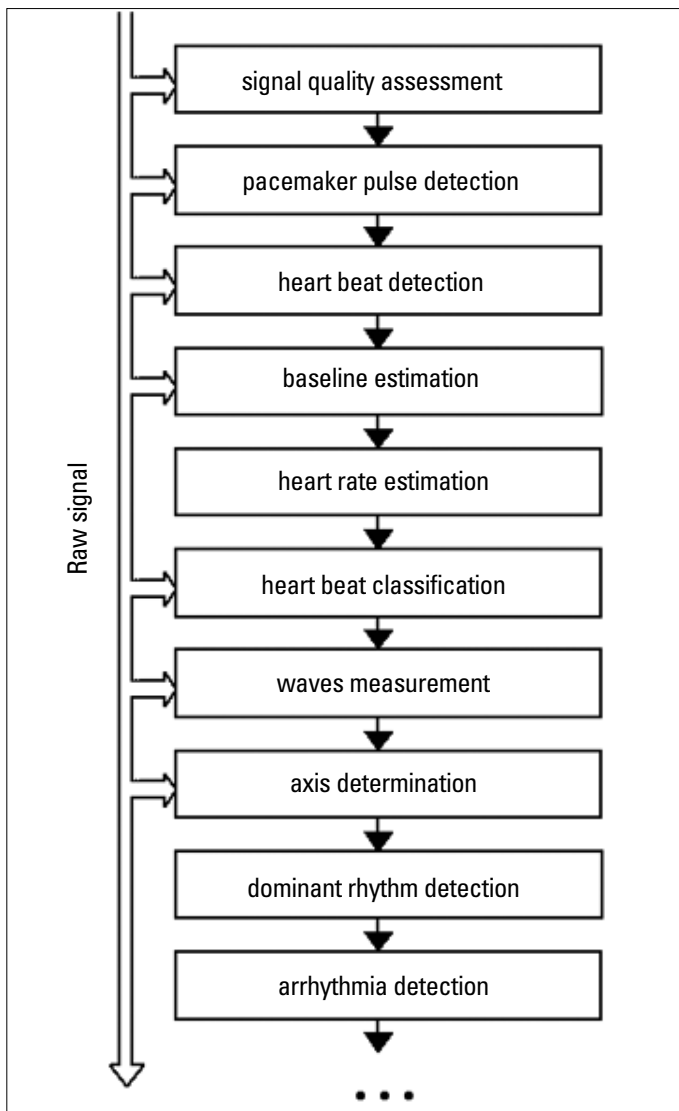 signal quality assessment
pacemaker pulse detection
heart beat detection
baseline estimation
heart rate estimation
Raw signal
heart beat classification
waves measurement
axis determination
dominant rhythm detection
arrhythmia detection
• • •